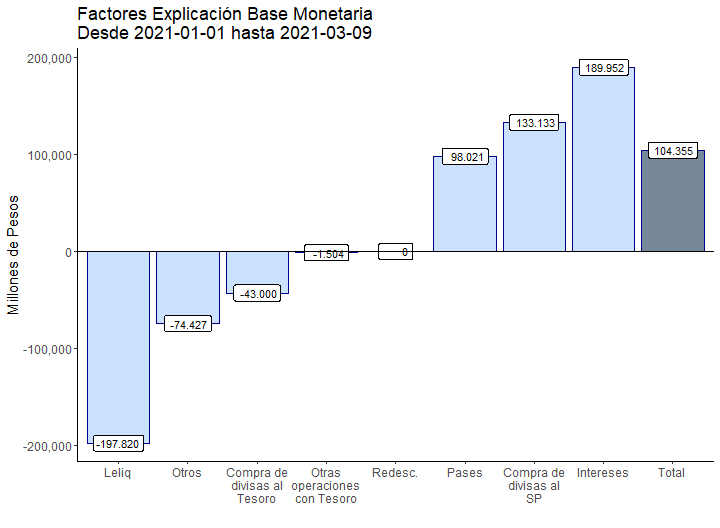 Factores Explicación Base Monetaria
Desde 2021-01-01 hasta 2021-03-09
Millones de Pesos
200,000
100,000
0
-100,000
-200,000
-197.820
-74.427
-43.000
-1.504
0
98.021
133.133
189.952
104.355
Leliq
Otros
Compra de
divisas al
Tesoro
Otras
operaciones
con Tesoro
Redesc.
Pases
Compra de
divisas al
SP
Intereses
Total